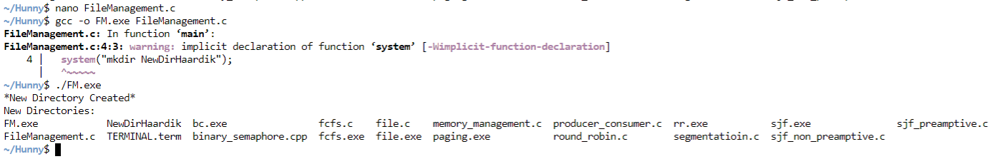 ~/Hunny$ nano FileManagement.c
~/Hunny$ gcc -o FM.exe FileManagement.c
FileManagement.c: In function ‘main’:
FileManagement.c:4:3: warning: implicit declaration of function ‘system’ [-Wimplicit-function-declaration]
    4 |   system("mkdir NewDirHaardik");
      |   ^~~~~~
~/Hunny$ ./FM.exe
*New Directory Created*
New Directories:
FM.exe            NewDirHaardik  bc.exe                fcfs.c    file.c    memory_management.c  producer_consumer.c  rr.exe           sjf.exe                sjf_preamptive.c
FileManagement.c  TERMINAL.term  binary_semaphore.cpp  fcfs.exe  file.exe  paging.exe           round_robin.c        segmentatioin.c  sjf_non_preamptive.c
~/Hunny$